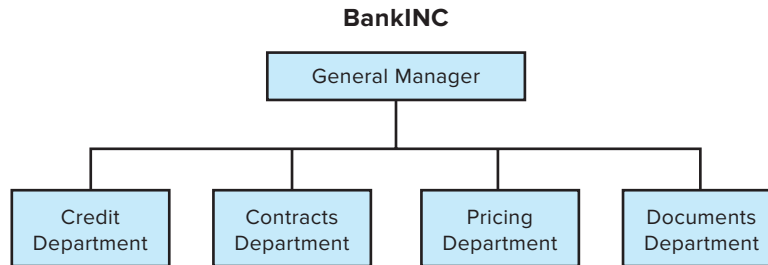 BankINC
General Manager
Credit
Department
Contracts
Department
Pricing
Department
Documents
Department